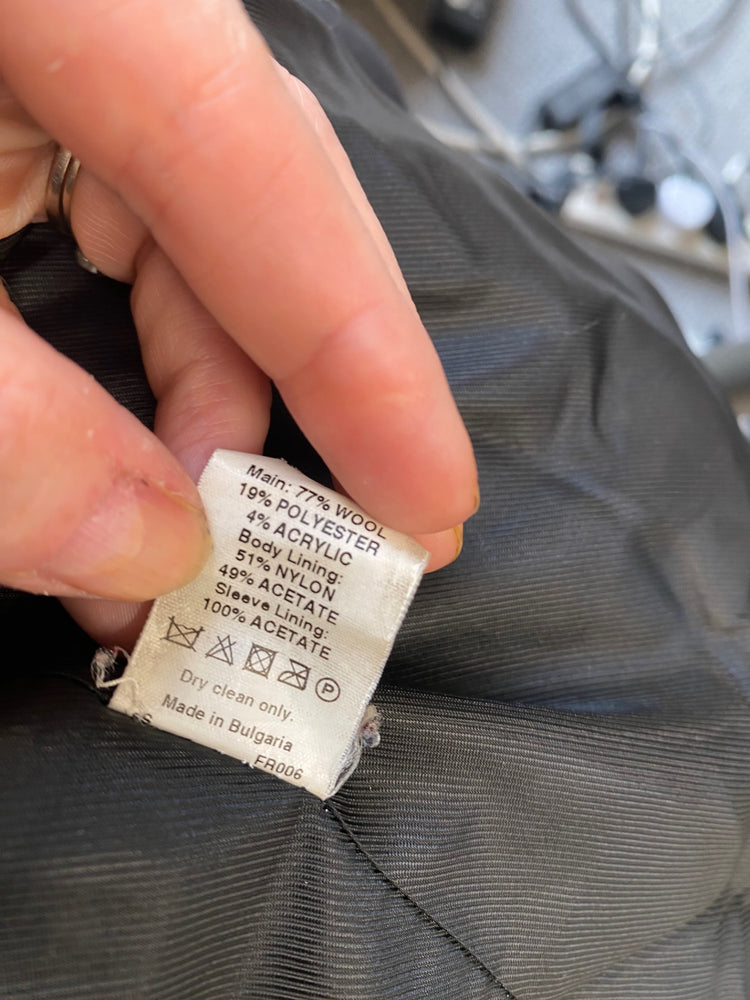 Main: 77% WOOL
19% POLYESTER
4% ACRYLIC
Body Lining:
51% NYLON
49% ACETATE
Sleeve Lining:
100% ACETATE
P
Dry clean only.
Made in Bulgaria
FR006